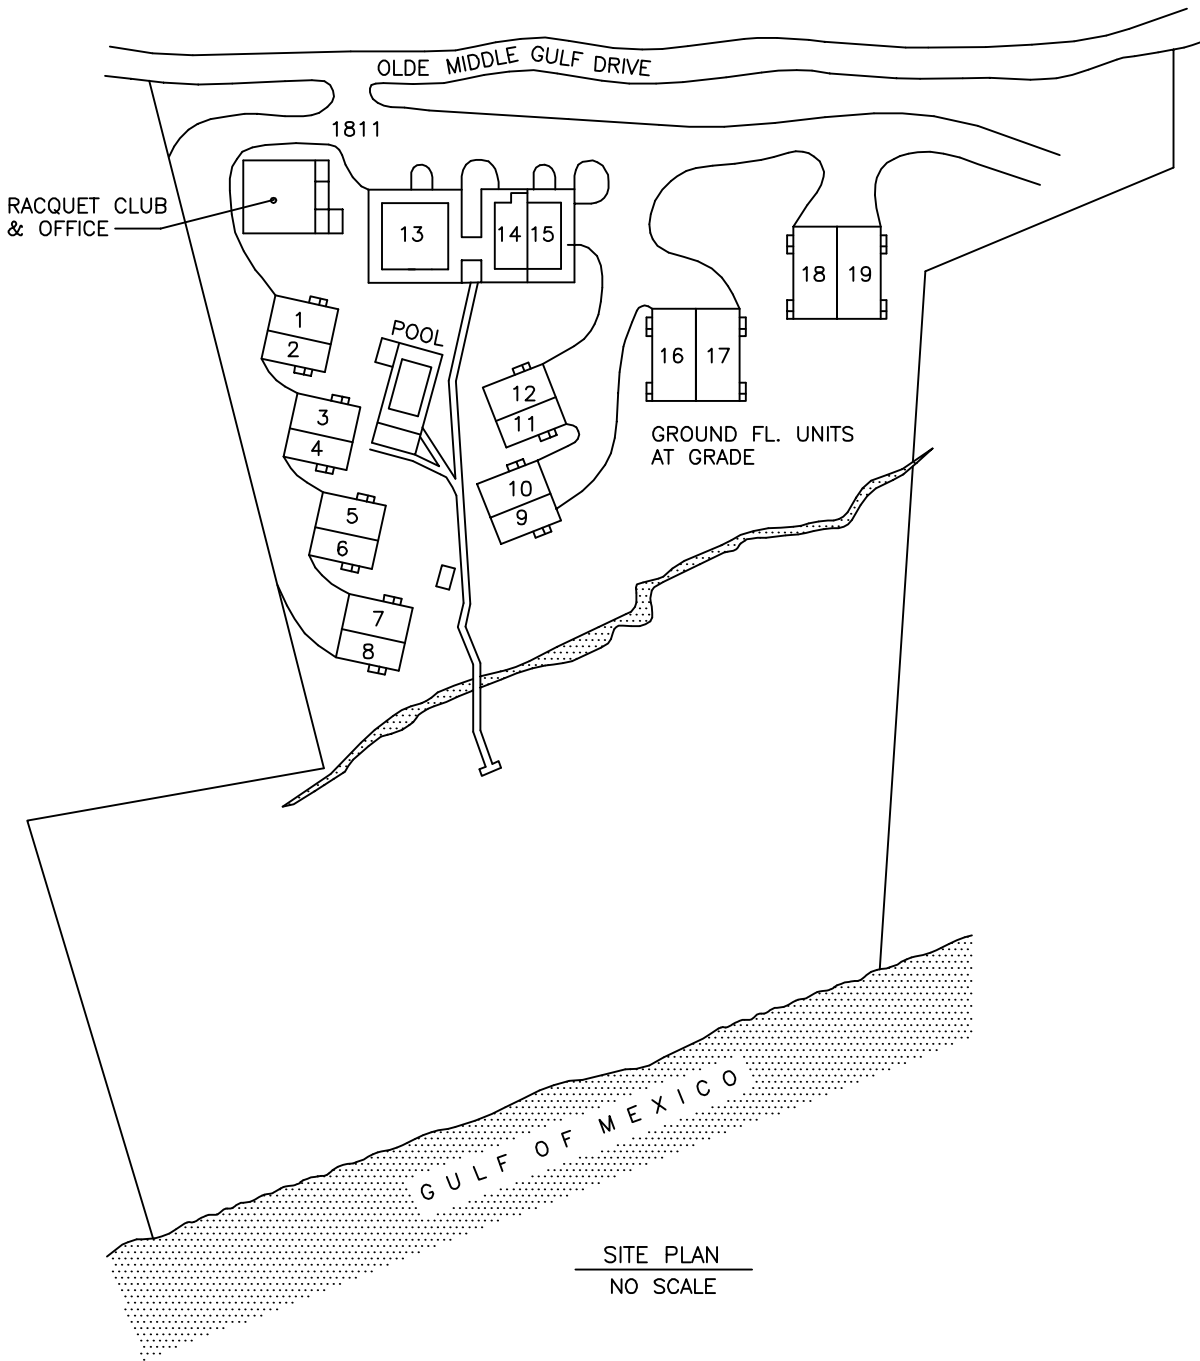 OLDE MIDDLE GULF DRIVE
1811
RACQUET CLUB
& OFFICE
13
14
15
18
19
1
2
POOL
16
17
3
4
12
11
GROUND FL. UNITS
AT GRADE
5
6
10
9
7
8
GULF OF MEXICO
SITE PLAN
NO SCALE